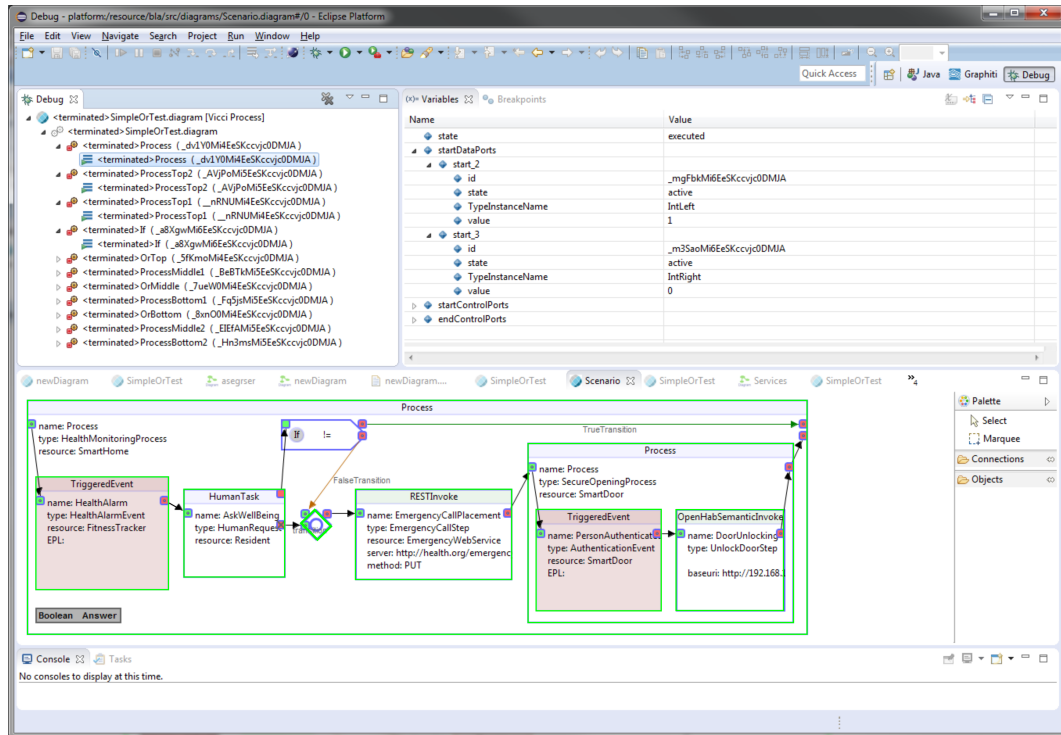 Debug - platform:/resource/bla/src/diagrams/Scenario.diagram#/0 - Eclipse Platform
File Edit View Navigate Search Project Run Window Help
Quick Access Java Graphiti Debug
Debug
<terminated>SimpleOrTest.diagram [Vicci Process]
<terminated>SimpleOrTest.diagram
<terminated>Process (_dv1Y0Mi4EeSKccvjc0DMJA)
<terminated>Process (_dv1Y0Mi4EeSKccvjc0DMJA)
<terminated>ProcessTop2 (_AVjPoMi5EeSKccvjc0DMJA)
<terminated>ProcessTop2 (_AVjPoMi5EeSKccvjc0DMJA)
<terminated>ProcessTop1 (__nRNUMi4EeSKccvjc0DMJA)
<terminated>ProcessTop1 (__nRNUMi4EeSKccvjc0DMJA)
<terminated>If (_a8XgwMi6EeSKccvjc0DMJA)
<terminated>If (_a8XgwMi6EeSKccvjc0DMJA)
<terminated>OrTop (_5fKmoMi4EeSKccvjc0DMJA)
<terminated>ProcessMiddle1 (_BeBTkMi5EeSKccvjc0DMJA)
<terminated>OrMiddle (_7ueW0Mi4EeSKccvjc0DMJA)
<terminated>ProcessBottom1 (_Fq5jsMi5EeSKccvjc0DMJA)
<terminated>OrBottom (_8xnO0Mi4EeSKccvjc0DMJA)
<terminated>ProcessMiddle2 (_EIEfAMi5EeSKccvjc0DMJA)
<terminated>ProcessBottom2 (_Hn3msMi5EeSKccvjc0DMJA)
(x)= Variables Breakpoints
Name Value
state executed
startDataPorts
start_2
id _mgFbkMi6EeSKccvjc0DMJA
state active
TypeInstanceName IntLeft
value 1
start_3
id _m3SaoMi6EeSKccvjc0DMJA
state active
TypeInstanceName IntRight
value 0
startControlPorts
endControlPorts
newDiagram SimpleOrTest asegrser newDiagram newDiagram.... SimpleOrTest Scenario SimpleOrTest Services SimpleOrTest »4
Process
name: Process
type: HealthMonitoringProcess
resource: SmartHome
If !=
TrueTransition
FalseTransition
TriggeredEvent
name: HealthAlarm
type: HealthAlarmEvent
resource: FitnessTracker
EPL:
HumanTask
name: AskWellBeing
type: HumanRequest
resource: Resident
RESTInvoke
name: EmergencyCallPlacement
type: EmergencyCallStep
resource: EmergencyWebService
server: http://health.org/emergenc
method: PUT
Process
name: Process
type: SecureOpeningProcess
resource: SmartDoor
TriggeredEvent
name: PersonAuthenticat
type: AuthenticationEvent
resource: SmartDoor
EPL:
OpenHabSemanticInvoke
name: DoorUnlocking
type: UnlockDoorStep
baseuri: http://192.168.1
Boolean Answer
Palette
Select
Marquee
Connections
Objects
Console Tasks
No consoles to display at this time.